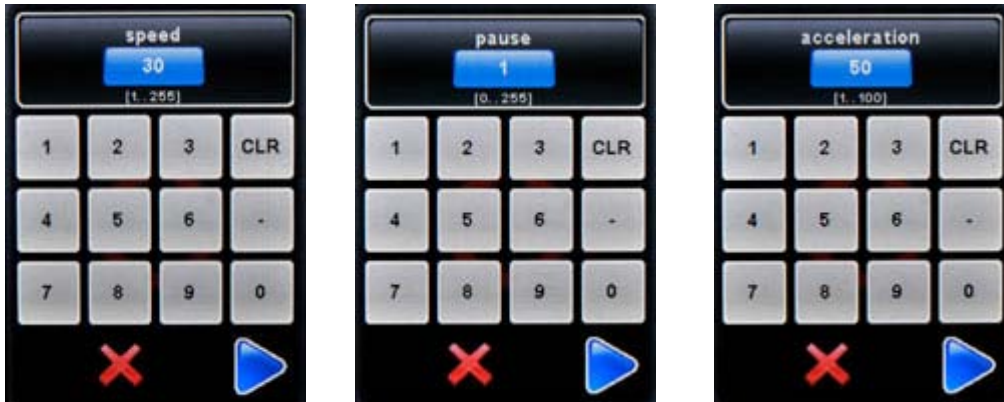 speed
30
[1..255]
1 2 3 CLR
4 5 6 -
7 8 9 0
pause
1
[0..255]
1 2 3 CLR
4 5 6 -
7 8 9 0
acceleration
50
[1..100]
1 2 3 CLR
4 5 6 -
7 8 9 0